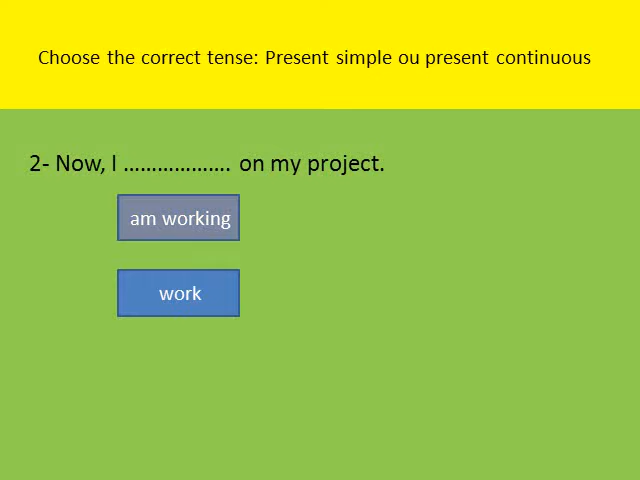 Choose the correct tense: Present simple ou present continuous
2- Now, I ………………. on my project.
am working
work